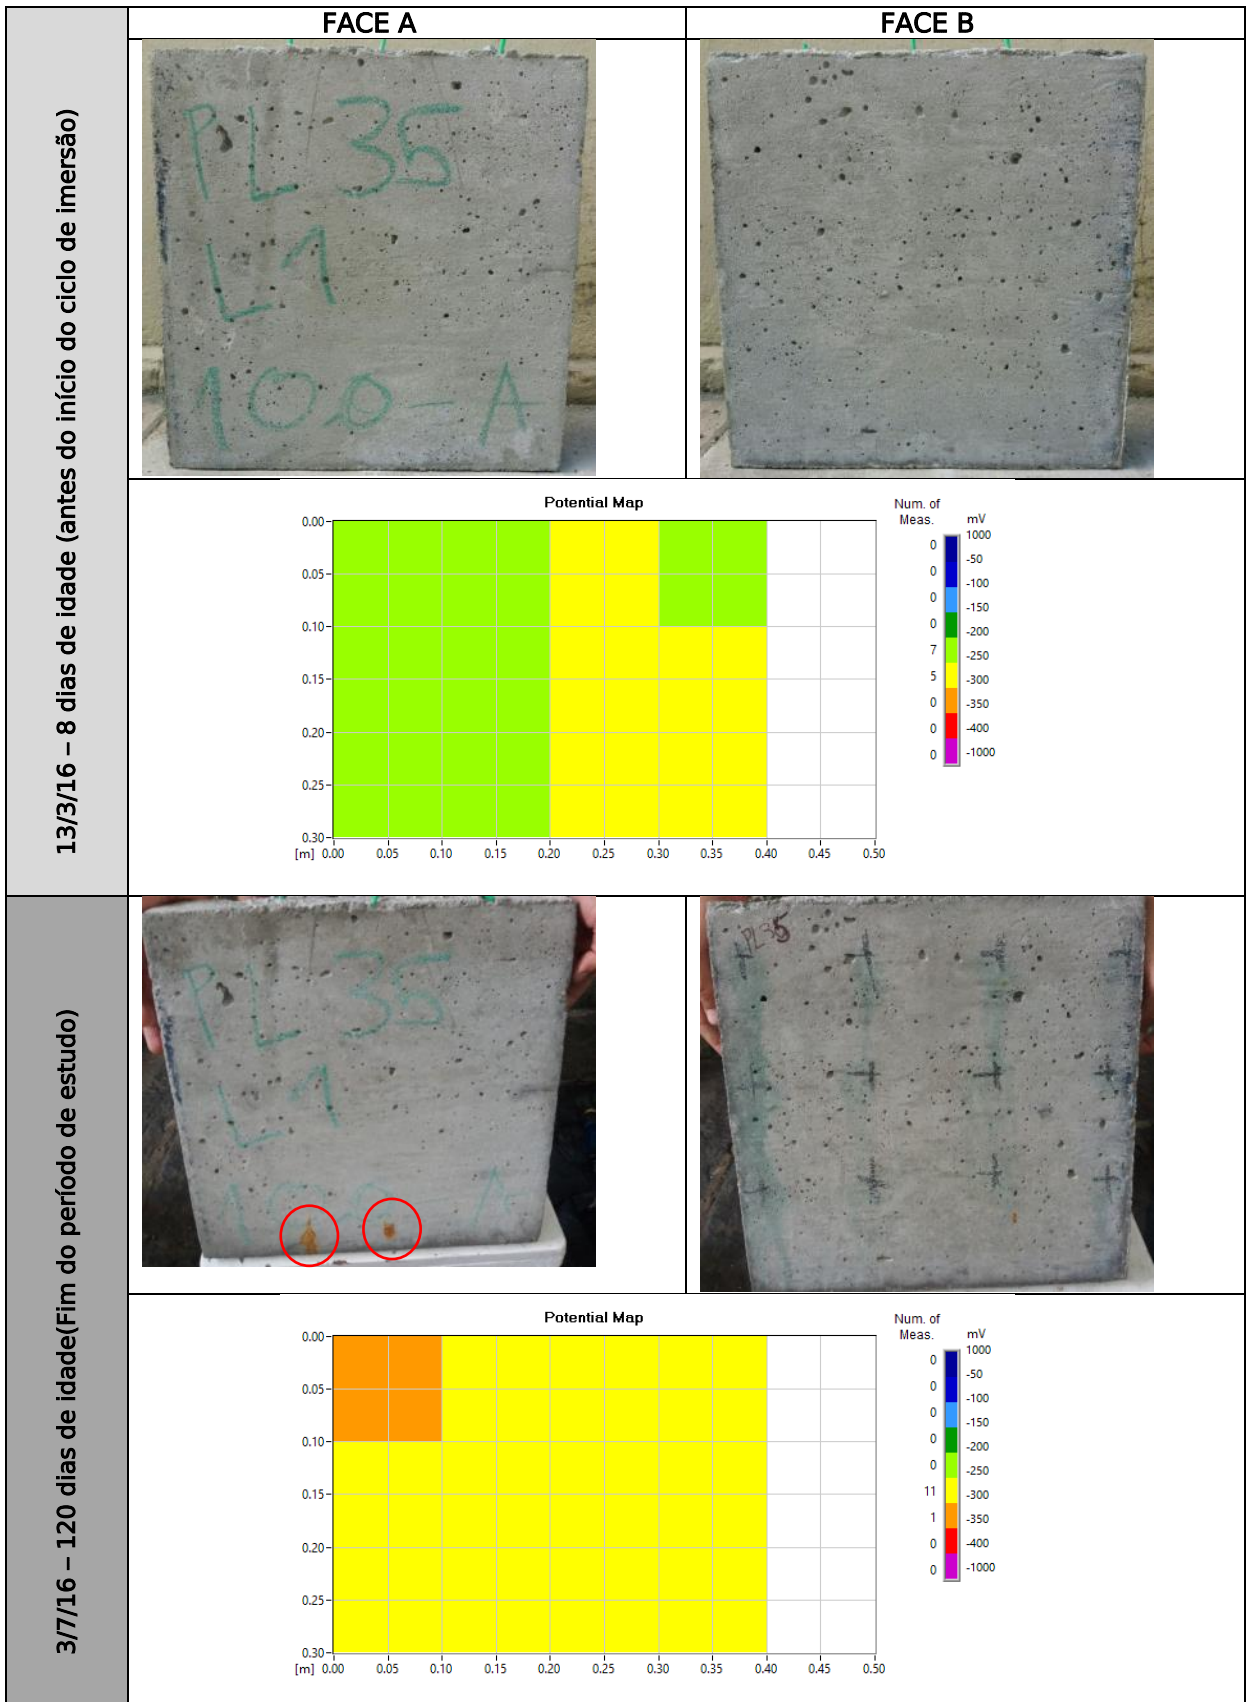 FACE A
FACE B
13/3/16 – 8 dias de idade (antes do início do ciclo de imersão)
PL 35
L1
100-A
Potential Map
Num. of
Meas.
mV
0.00
0.05
0.10
0.15
0.20
0.25
0.30
[m] 0.00 0.05 0.10 0.15 0.20 0.25 0.30 0.35 0.40 0.45 0.50
0
0
0
0
7
5
0
0
0
1000
-50
-100
-150
-200
-250
-300
-350
-400
-1000
3/7/16 – 120 dias de idade(Fim do período de estudo)
PL 35
L1
100-A
PL35
Potential Map
Num. of
Meas.
mV
0.00
0.05
0.10
0.15
0.20
0.25
0.30
[m] 0.00 0.05 0.10 0.15 0.20 0.25 0.30 0.35 0.40 0.45 0.50
0
0
0
0
0
11
1
0
0
1000
-50
-100
-150
-200
-250
-300
-350
-400
-1000